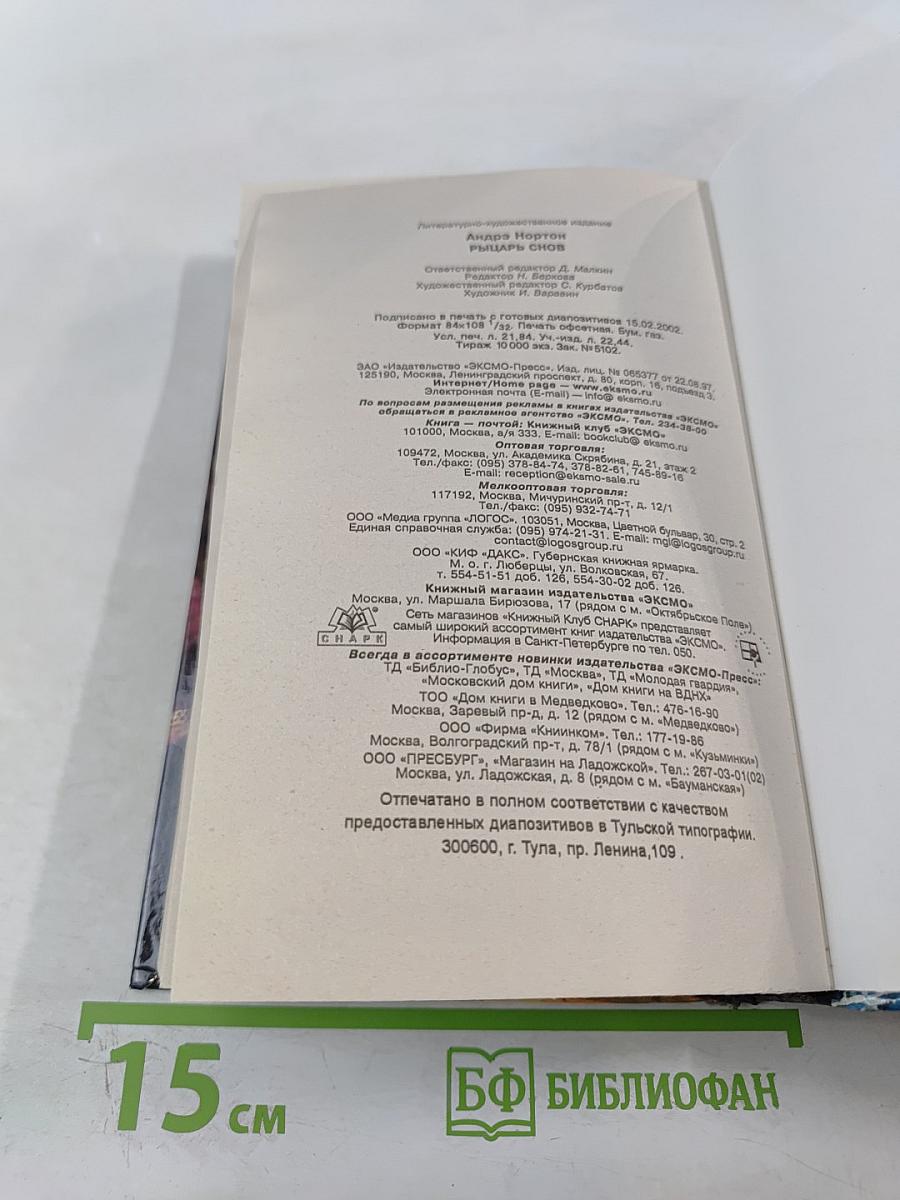 Литературно-художественное издание
Андрэ Нортон
РЫЦАРЬ СНОВ
Ответственный редактор Д. Малкин
Редактор Н. Беркова
Художественный редактор С. Курбатов
Художник И. Варавин
Подписано в печать с готовых диапозитивов 15.02.2002.
Формат 84х108 1/32. Печать офсетная. Бум. газ.
Усл. печ. л. 21,84. Уч.-изд. л. 22,44.
Тираж 10 000 экз. Зак. № 5102.
ЗАО «Издательство «ЭКСМО-Пресс». Изд. лиц. № 065377 от 22.08.97.
125190, Москва, Ленинградский проспект, д. 80, корп. 16, подъезд 3.
Интернет/Home page — www.eksmo.ru
Электронная почта (E-mail) — info@ eksmo.ru
По вопросам размещения рекламы в книгах издательства «ЭКСМО»
обращаться в рекламное агентство «ЭКСМО». Тел. 234-38-00
Книга — почтой: Книжный клуб «ЭКСМО»
101000, Москва, а/я 333. E-mail: bookclub@ eksmo.ru
Оптовая торговля:
109472, Москва, ул. Академика Скрябина, д. 21, этаж 2
Тел./факс: (095) 378-84-74, 378-82-61, 745-89-16
E-mail: reception@eksmo-sale.ru
Мелкооптовая торговля:
117192, Москва, Мичуринский пр-т, д. 12/1
Тел./факс: (095) 932-74-71
ООО «Медиа группа «ЛОГОС». 103051, Москва, Цветной бульвар, 30, стр. 2
Единая справочная служба: (095) 974-21-31. E-mail: mgl@logosgroup.ru
contact@logosgroup.ru
ООО «КИФ «ДАКС». Губернская книжная ярмарка.
М. о. г. Люберцы, ул. Волковская, 67.
т. 554-51-51 доб. 126, 554-30-02 доб. 126.
Книжный магазин издательства «ЭКСМО»
Москва, ул. Маршала Бирюзова, 17 (рядом с м. «Октябрьское Поле»)
СНАРК
Сеть магазинов «Книжный Клуб СНАРК» представляет
самый широкий ассортимент книг издательства «ЭКСМО».
Информация в Санкт-Петербурге по тел. 050.
Всегда в ассортименте новинки издательства «ЭКСМО-Пресс»:
ТД «Библио-Глобус», ТД «Москва», ТД «Молодая гвардия»,
«Московский дом книги», «Дом книги на ВДНХ»
ТОО «Дом книги в Медведково». Тел.: 476-16-90
Москва, Заревый пр-д, д. 12 (рядом с м. «Медведково»)
ООО «Фирма «Книинком». Тел.: 177-19-86
Москва, Волгоградский пр-т, д. 78/1 (рядом с м. «Кузьминки»)
ООО «ПРЕСБУРГ», «Магазин на Ладожской». Тел.: 267-03-01(02)
Москва, ул. Ладожская, д. 8 (рядом с м. «Бауманская»)
Отпечатано в полном соответствии с качеством
предоставленных диапозитивов в Тульской типографии.
300600, г. Тула, пр. Ленина,109 .
15 см
БФ БИБЛИОФАН